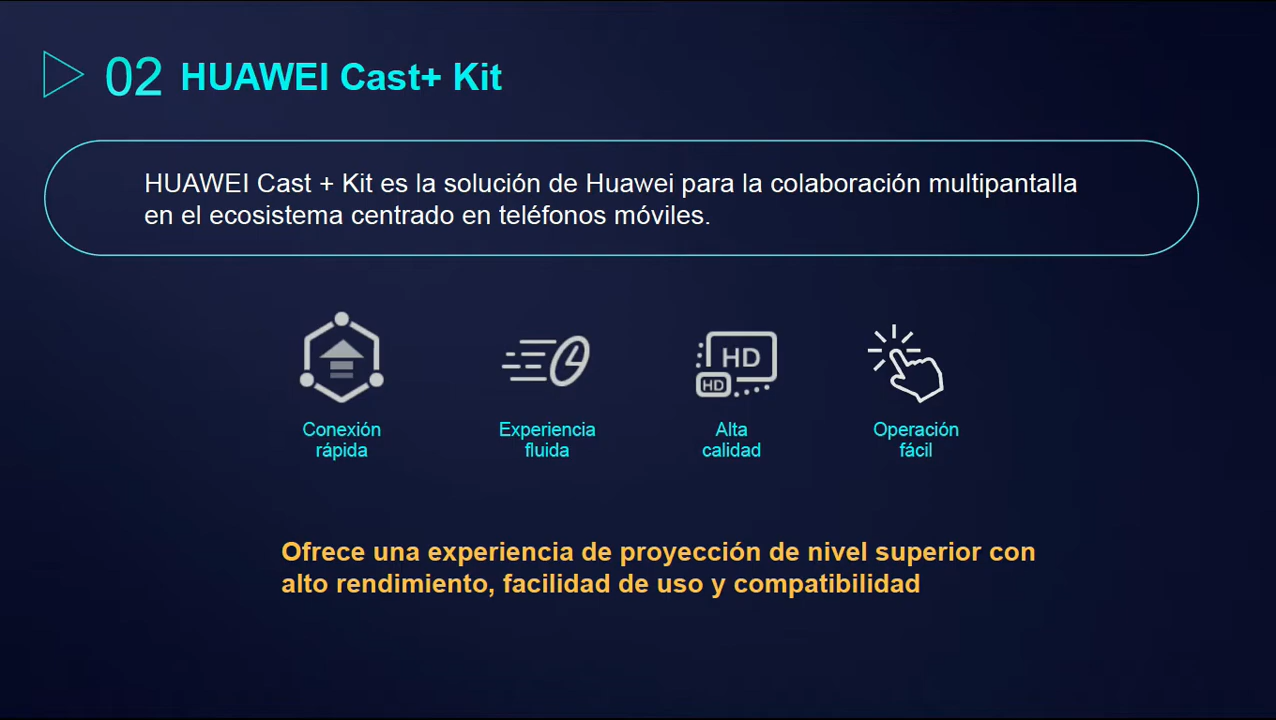 02 HUAWEI Cast+ Kit
HUAWEI Cast + Kit es la solución de Huawei para la colaboración multipantalla
en el ecosistema centrado en teléfonos móviles.
HD
HD
Conexión
rápida
Experiencia
fluida
Alta
calidad
Operación
fácil
Ofrece una experiencia de proyección de nivel superior con
alto rendimiento, facilidad de uso y compatibilidad